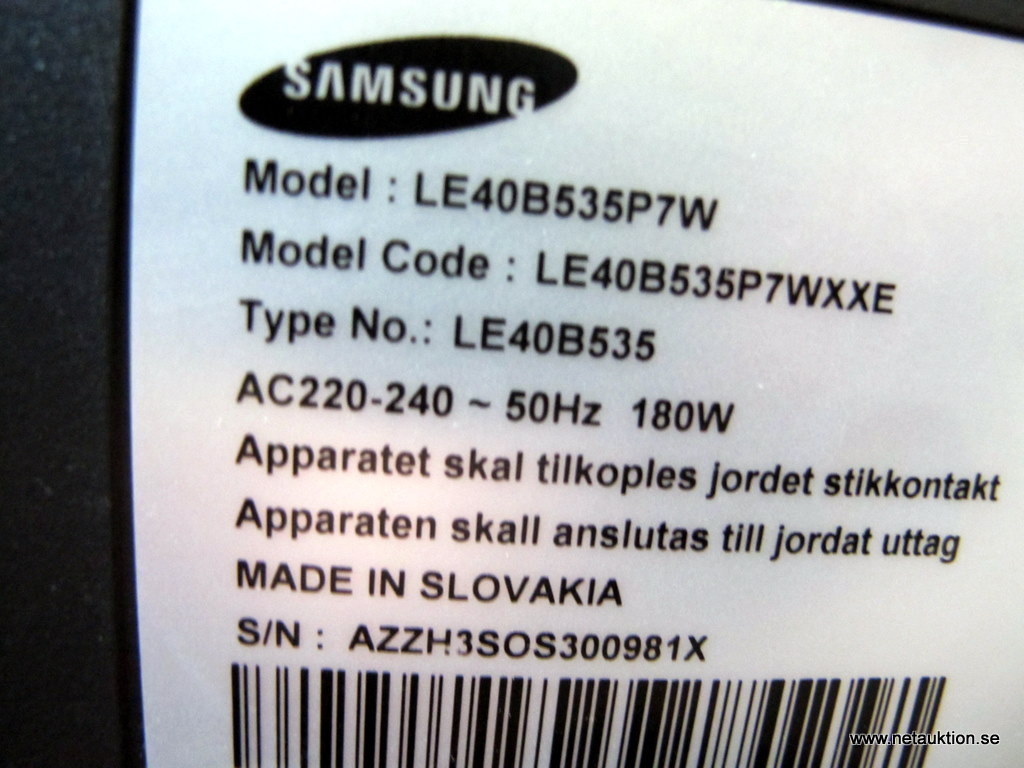 SAMSUNG
Model : LE40B535P7W
Model Code : LE40B535P7WXXE
Type No.: LE40B535
AC220-240 ~ 50Hz 180W
Apparatet skal tilkoples jordet stikkontakt
Apparaten skall anslutas till jordat uttag
MADE IN SLOVAKIA
S/N : AZZH3SOS300981X
www.netauktion.se